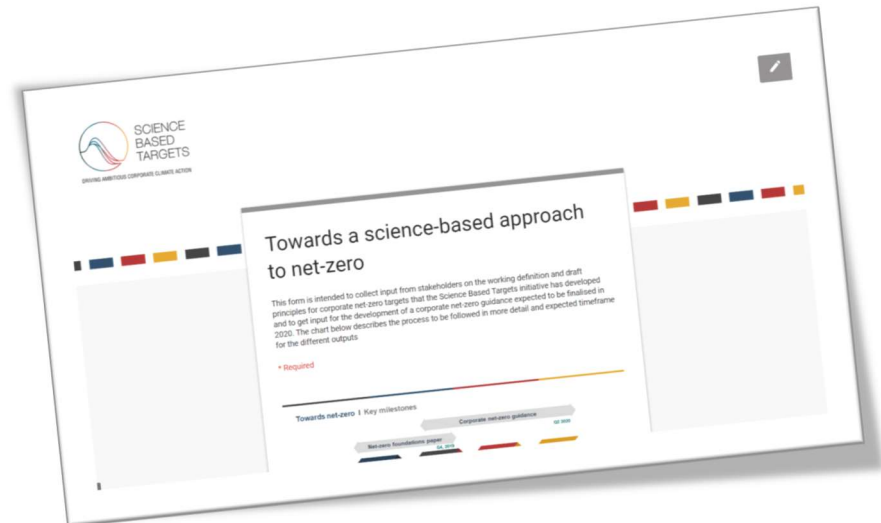 SCIENCE
BASED
TARGETS
DRIVING AMBITIOUS CORPORATE CLIMATE ACTION
Towards a science-based approach
to net-zero
This form is intended to collect input from stakeholders on the working definition and draft
principles for corporate net-zero targets that the Science Based Targets initiative has developed
and to get input for the development of a corporate net-zero guidance expected to be finalised in
2020. The chart below describes the process to be followed in more detail and expected timeframe
for the different outputs
* Required
Towards net-zero I Key milestones
Corporate net-zero guidance
Net-zero foundations paper